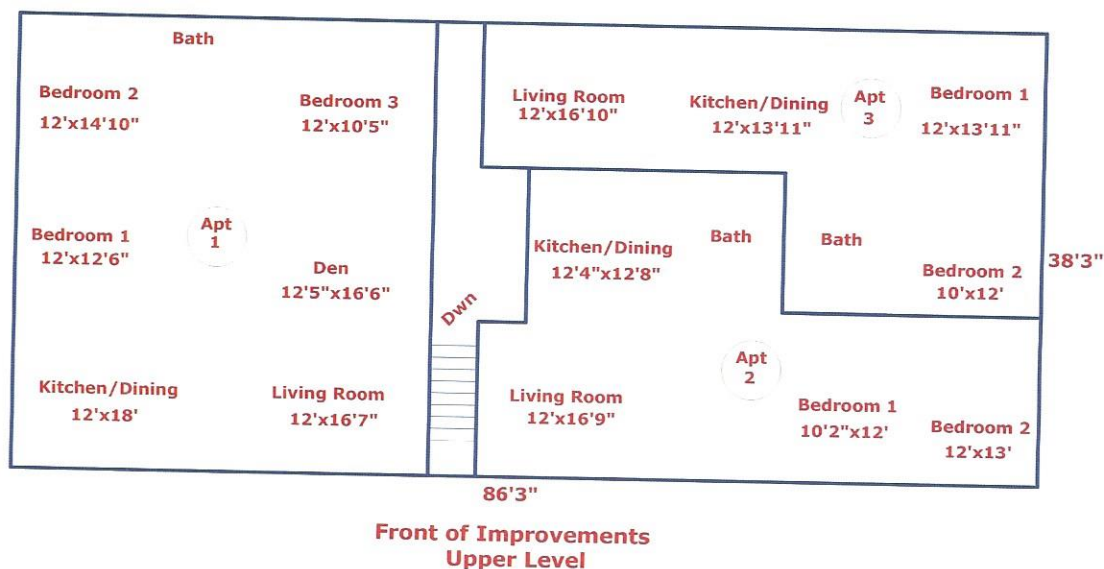 Bath
Bedroom 2
12'x14'10"
Bedroom 3
12'x10'5"
Bedroom 1
12'x12'6"
Apt
1
Den
12'5"x16'6"
Kitchen/Dining
12'x18'
Living Room
12'x16'7"
Dwn
Living Room
12'x16'10"
Kitchen/Dining
12'x13'11"
Apt
3
Bedroom 1
12'x13'11"
Kitchen/Dining
12'4"x12'8"
Bath
Bath
Bedroom 2
10'x12'
38'3"
Living Room
12'x16'9"
Apt
2
Bedroom 1
10'2"x12'
Bedroom 2
12'x13'
86'3"
Front of Improvements
Upper Level